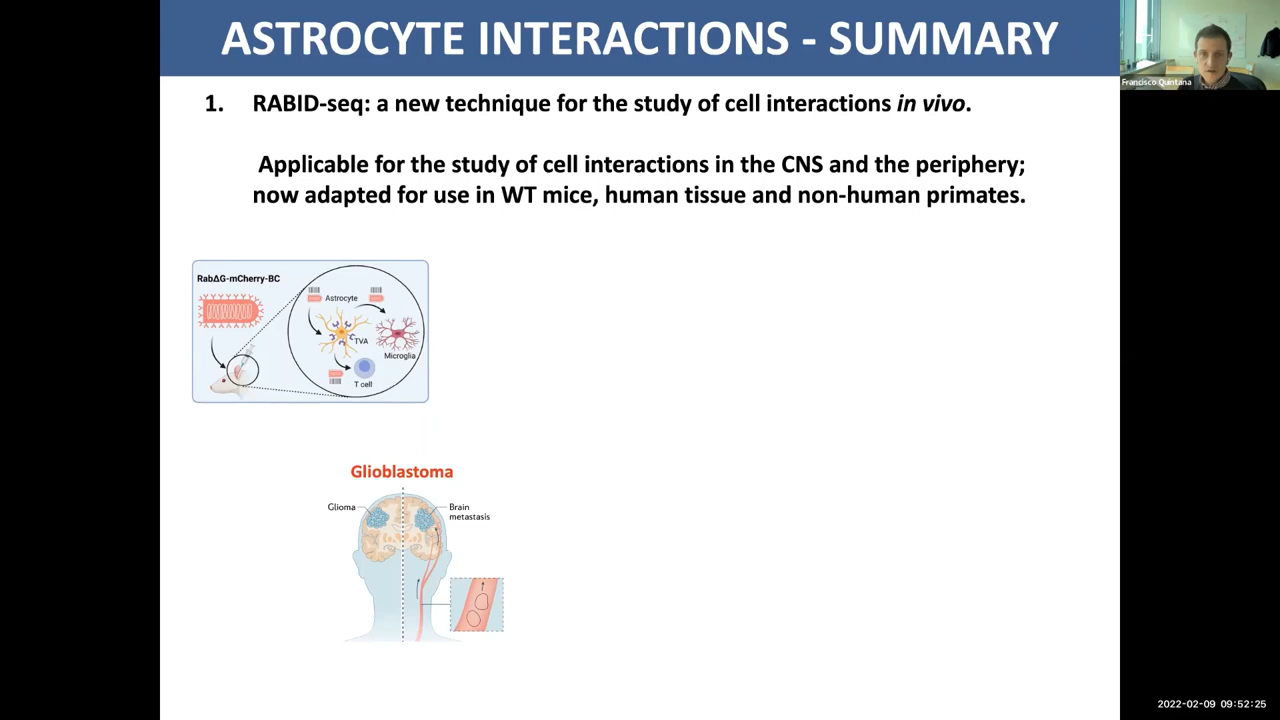 ASTROCYTE INTERACTIONS - SUMMARY
Francisco Quintana
1. RABID-seq: a new technique for the study of cell interactions in vivo.
Applicable for the study of cell interactions in the CNS and the periphery;
now adapted for use in WT mice, human tissue and non-human primates.
RabΔG-mCherry-BC
Astrocyte
TVA
Microglia
T cell
Glioblastoma
Glioma
Brain
metastasis
2022-02-09 09:52:25